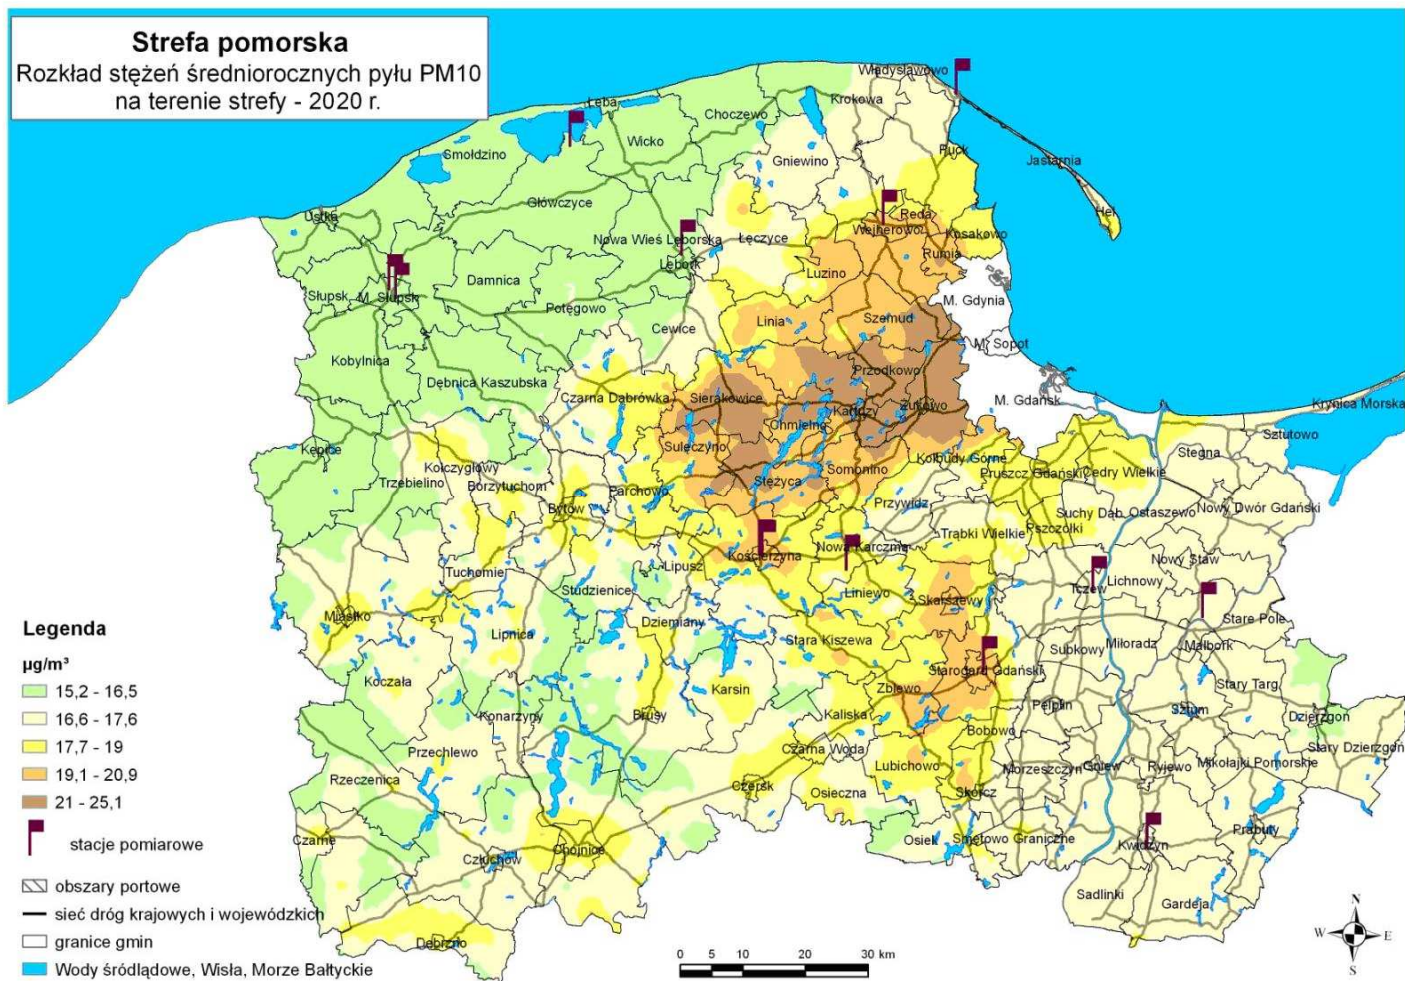 Strefa pomorska
Rozkład stężeń średniorocznych pyłu PM10
na terenie strefy - 2020 r.
Władysławowo
Krokowa
Łeba
Choczewo
Wicko
Smołdzino
Gniewino
Puck
Jastarnia
Hel
Ustka
Główczyce
Reda
Wejherowo
Kosakowo
Nowa Wieś Lęborska
Łęczyce
Rumia
Lębork
Luzino
Damnica
Słupsk
M. Słupsk
Potęgowo
M. Gdynia
Linia
Szemud
Cewice
M. Sopot
Kobylnica
Przodkowo
Dębnica Kaszubska
Czarna Dąbrówka
Sierakowice
M. Gdańsk
Kartuzy
Żukowo
Krynica Morska
Chmielno
Sztutowo
Kępice
Sulęczyno
Stegna
Kołczygłowy
Kolbudy Górne
Somonino
Pruszcz Gdański
Cedry Wielkie
Trzebielino
Borzytuchom
Parchowo
Stężyca
Bytów
Przywidz
Suchy Dąb
Ostaszewo
Nowy Dwór Gdański
Pszczółki
Trąbki Wielkie
Kościerzyna
Nowa Karczma
Nowy Staw
Tuchomie
Lipusz
Studzienice
Liniewo
Tczew
Lichnowy
Skarszewy
Miastko
Dziemiany
Stare Pole
Lipnica
Stara Kiszewa
Subkowy
Miłoradz
Malbork
Starogard Gdański
Koczała
Karsin
Zblewo
Stary Targ
Konarzyny
Brusy
Kaliska
Pelplin
Sztum
Dzierzgoń
Bobowo
Przechlewo
Czarna Woda
Stary Dzierzgoń
Rzeczenica
Lubichowo
Morzeszczyn
Gniew
Ryjewo
Mikołajki Pomorskie
Czersk
Osieczna
Skórcz
Czarne
Osiek
Smętowo Graniczne
Prabuty
Chojnice
Człuchów
Kwidzyn
Sadlinki
Gardeja
Debrzno
Legenda
µg/m³
15,2 - 16,5
16,6 - 17,6
17,7 - 19
19,1 - 20,9
21 - 25,1
stacje pomiarowe
obszary portowe
sieć dróg krajowych i wojewódzkich
granice gmin
Wody śródlądowe, Wisła, Morze Bałtyckie
0 5 10 20 30 km
N
W E
S